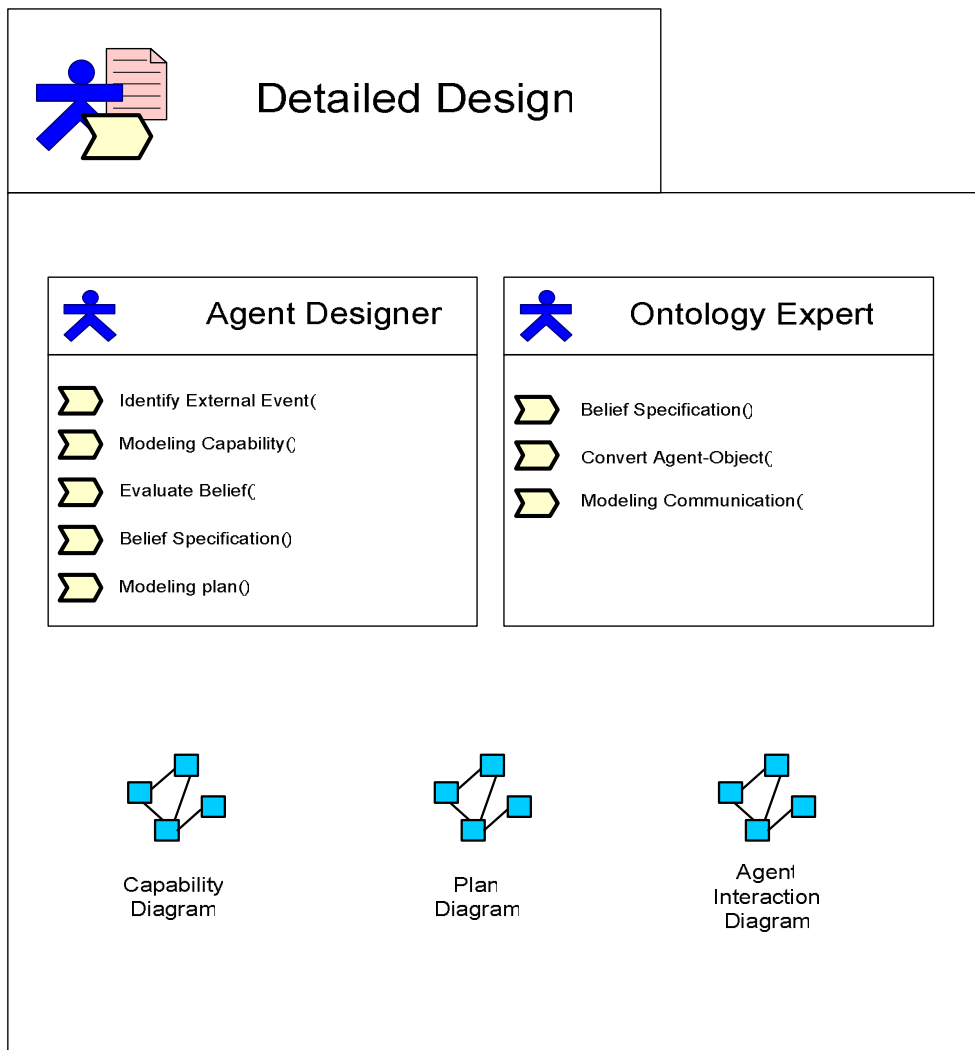 Detailed Design
Agent Designer
Identify External Event(
Modeling Capability()
Evaluate Belief(
Belief Specification()
Modeling plan()
Ontology Expert
Belief Specification()
Convert Agent-Object(
Modeling Communication(
Capability
Diagram
Plan
Diagram
Agent
Interaction
Diagram